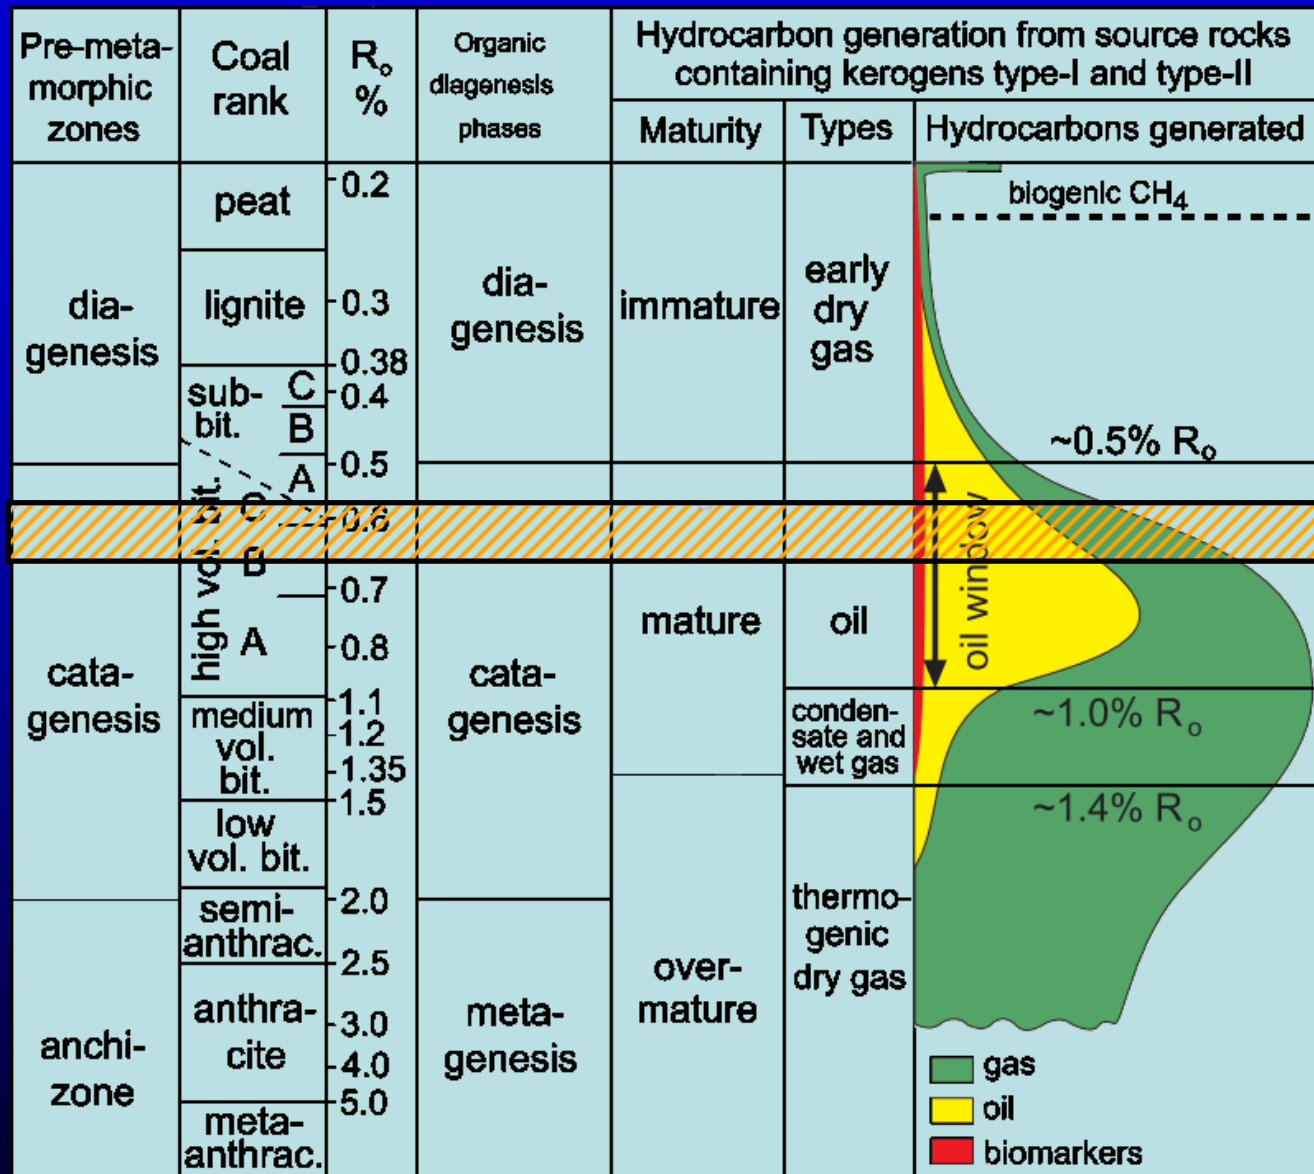 Pre-meta-
morphic
zones
Coal
rank
Ro
%
Organic
diagenesis
phases
Hydrocarbon generation from source rocks
containing kerogens type-I and type-II
Maturity
Types
Hydrocarbons generated
dia-
genesis
cata-
genesis
anchi-
zone
peat
lignite
sub-
bit.
C
B
A
high vol. bit.
C
B
A
medium
vol.
bit.
low
vol. bit.
semi-
anthrac.
anthra-
cite
meta-
anthrac.
0.2
0.3
0.38
0.4
0.5
0.6
0.7
0.8
1.1
1.2
1.35
1.5
2.0
2.5
3.0
4.0
5.0
dia-
genesis
cata-
genesis
meta-
genesis
immature
mature
over-
mature
early
dry
gas
oil
conden-
sate and
wet gas
thermo-
genic
dry gas
biogenic CH4
~0.5% Ro
oil window
~1.0% Ro
~1.4% Ro
gas
oil
biomarkers